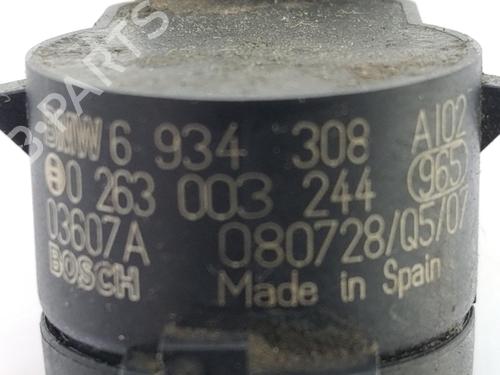 BMW 6 934 308 AI02
0 263 003 244 965
03607A 080728/Q5/07
BOSCH Made in Spain